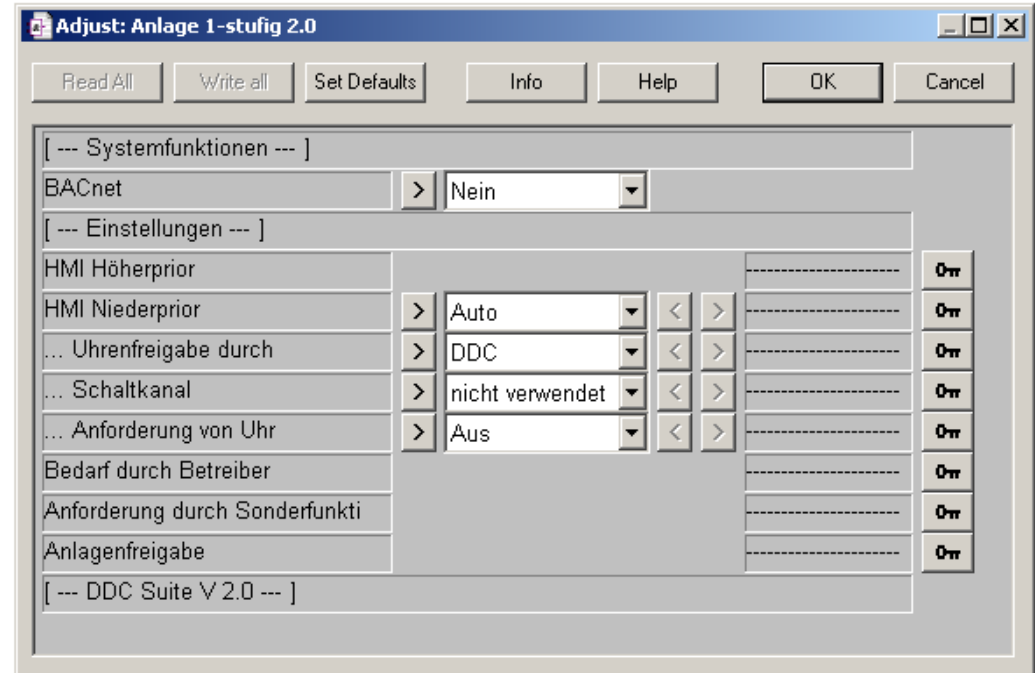 Adjust: Anlage 1-stufig 2.0
Read All Write all Set Defaults Info Help OK Cancel
[ --- Systemfunktionen --- ]
BACnet > Nein
[ --- Einstellungen --- ]
HMI Höherprior ----------------------
HMI Niederprior > Auto < > ----------------------
... Uhrenfreigabe durch > DDC < > ----------------------
... Schaltkanal > nicht verwendet < > ----------------------
... Anforderung von Uhr > Aus < > ----------------------
Bedarf durch Betreiber ----------------------
Anforderung durch Sonderfunkti ----------------------
Anlagenfreigabe ----------------------
[ --- DDC Suite V 2.0 --- ]